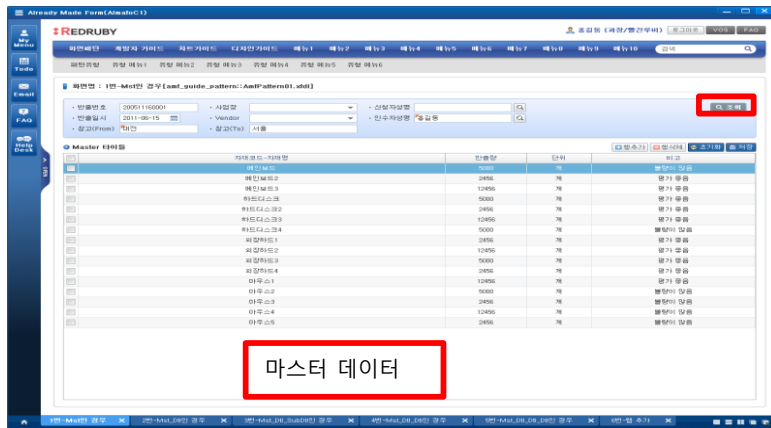 Already Made Form(AlmaloC1)
REDRUBY
홍길동 (과장/빨간루비) 로그아웃 VOS FAQ
My Menu
Todo
Email
FAQ
Help Desk
화면패턴 개발자 가이드 차트가이드 디자인가이드 메뉴1 메뉴2 메뉴3 메뉴4 메뉴5 메뉴6 메뉴7 메뉴8 메뉴9 메뉴10 검색
패턴유형 유형 메뉴1 유형 메뉴2 유형 메뉴3 유형 메뉴4 유형 메뉴5 유형 메뉴6
화면명 : 1번-Mst인 경우[amf_guide_pattern::AmfPattern01.xfdl]
반출번호 200511160001 사업장 신청자성명 조회
반출일시 2011-06-15 Vendor 인수자성명 *홍길동
창고(From) *대전 창고(To) 서울
Master 타이틀 행추가 행삭제 초기화 저장
자재코드-자재명 반출량 단위 비고
메인보드 5000 개 불량이 많음
메인보드2 2456 개 평가 좋음
메인보드3 12456 개 평가 좋음
하드디스크 5000 개 평가 좋음
하드디스크2 2456 개 평가 좋음
하드디스크3 12456 개 평가 좋음
하드디스크4 5000 개 불량이 많음
외장하드1 2456 개 평가 좋음
외장하드2 12456 개 평가 좋음
외장하드3 5000 개 평가 좋음
외장하드4 2456 개 평가 좋음
마우스1 12456 개 평가 좋음
마우스2 5000 개 불량이 많음
마우스3 2456 개 불량이 많음
마우스4 12456 개 불량이 많음
마우스5 2456 개 불량이 많음
마스터 데이터
1번-Mst인 경우 2번-Mst_Dtl인 경우 3번-Mst_Dtl_SubDtl인 경우 4번-Mst_Dtl_Dtl인 경우 5번-Mst_Dtl_Dtl_Dtl인 경우 6번-탭 추가